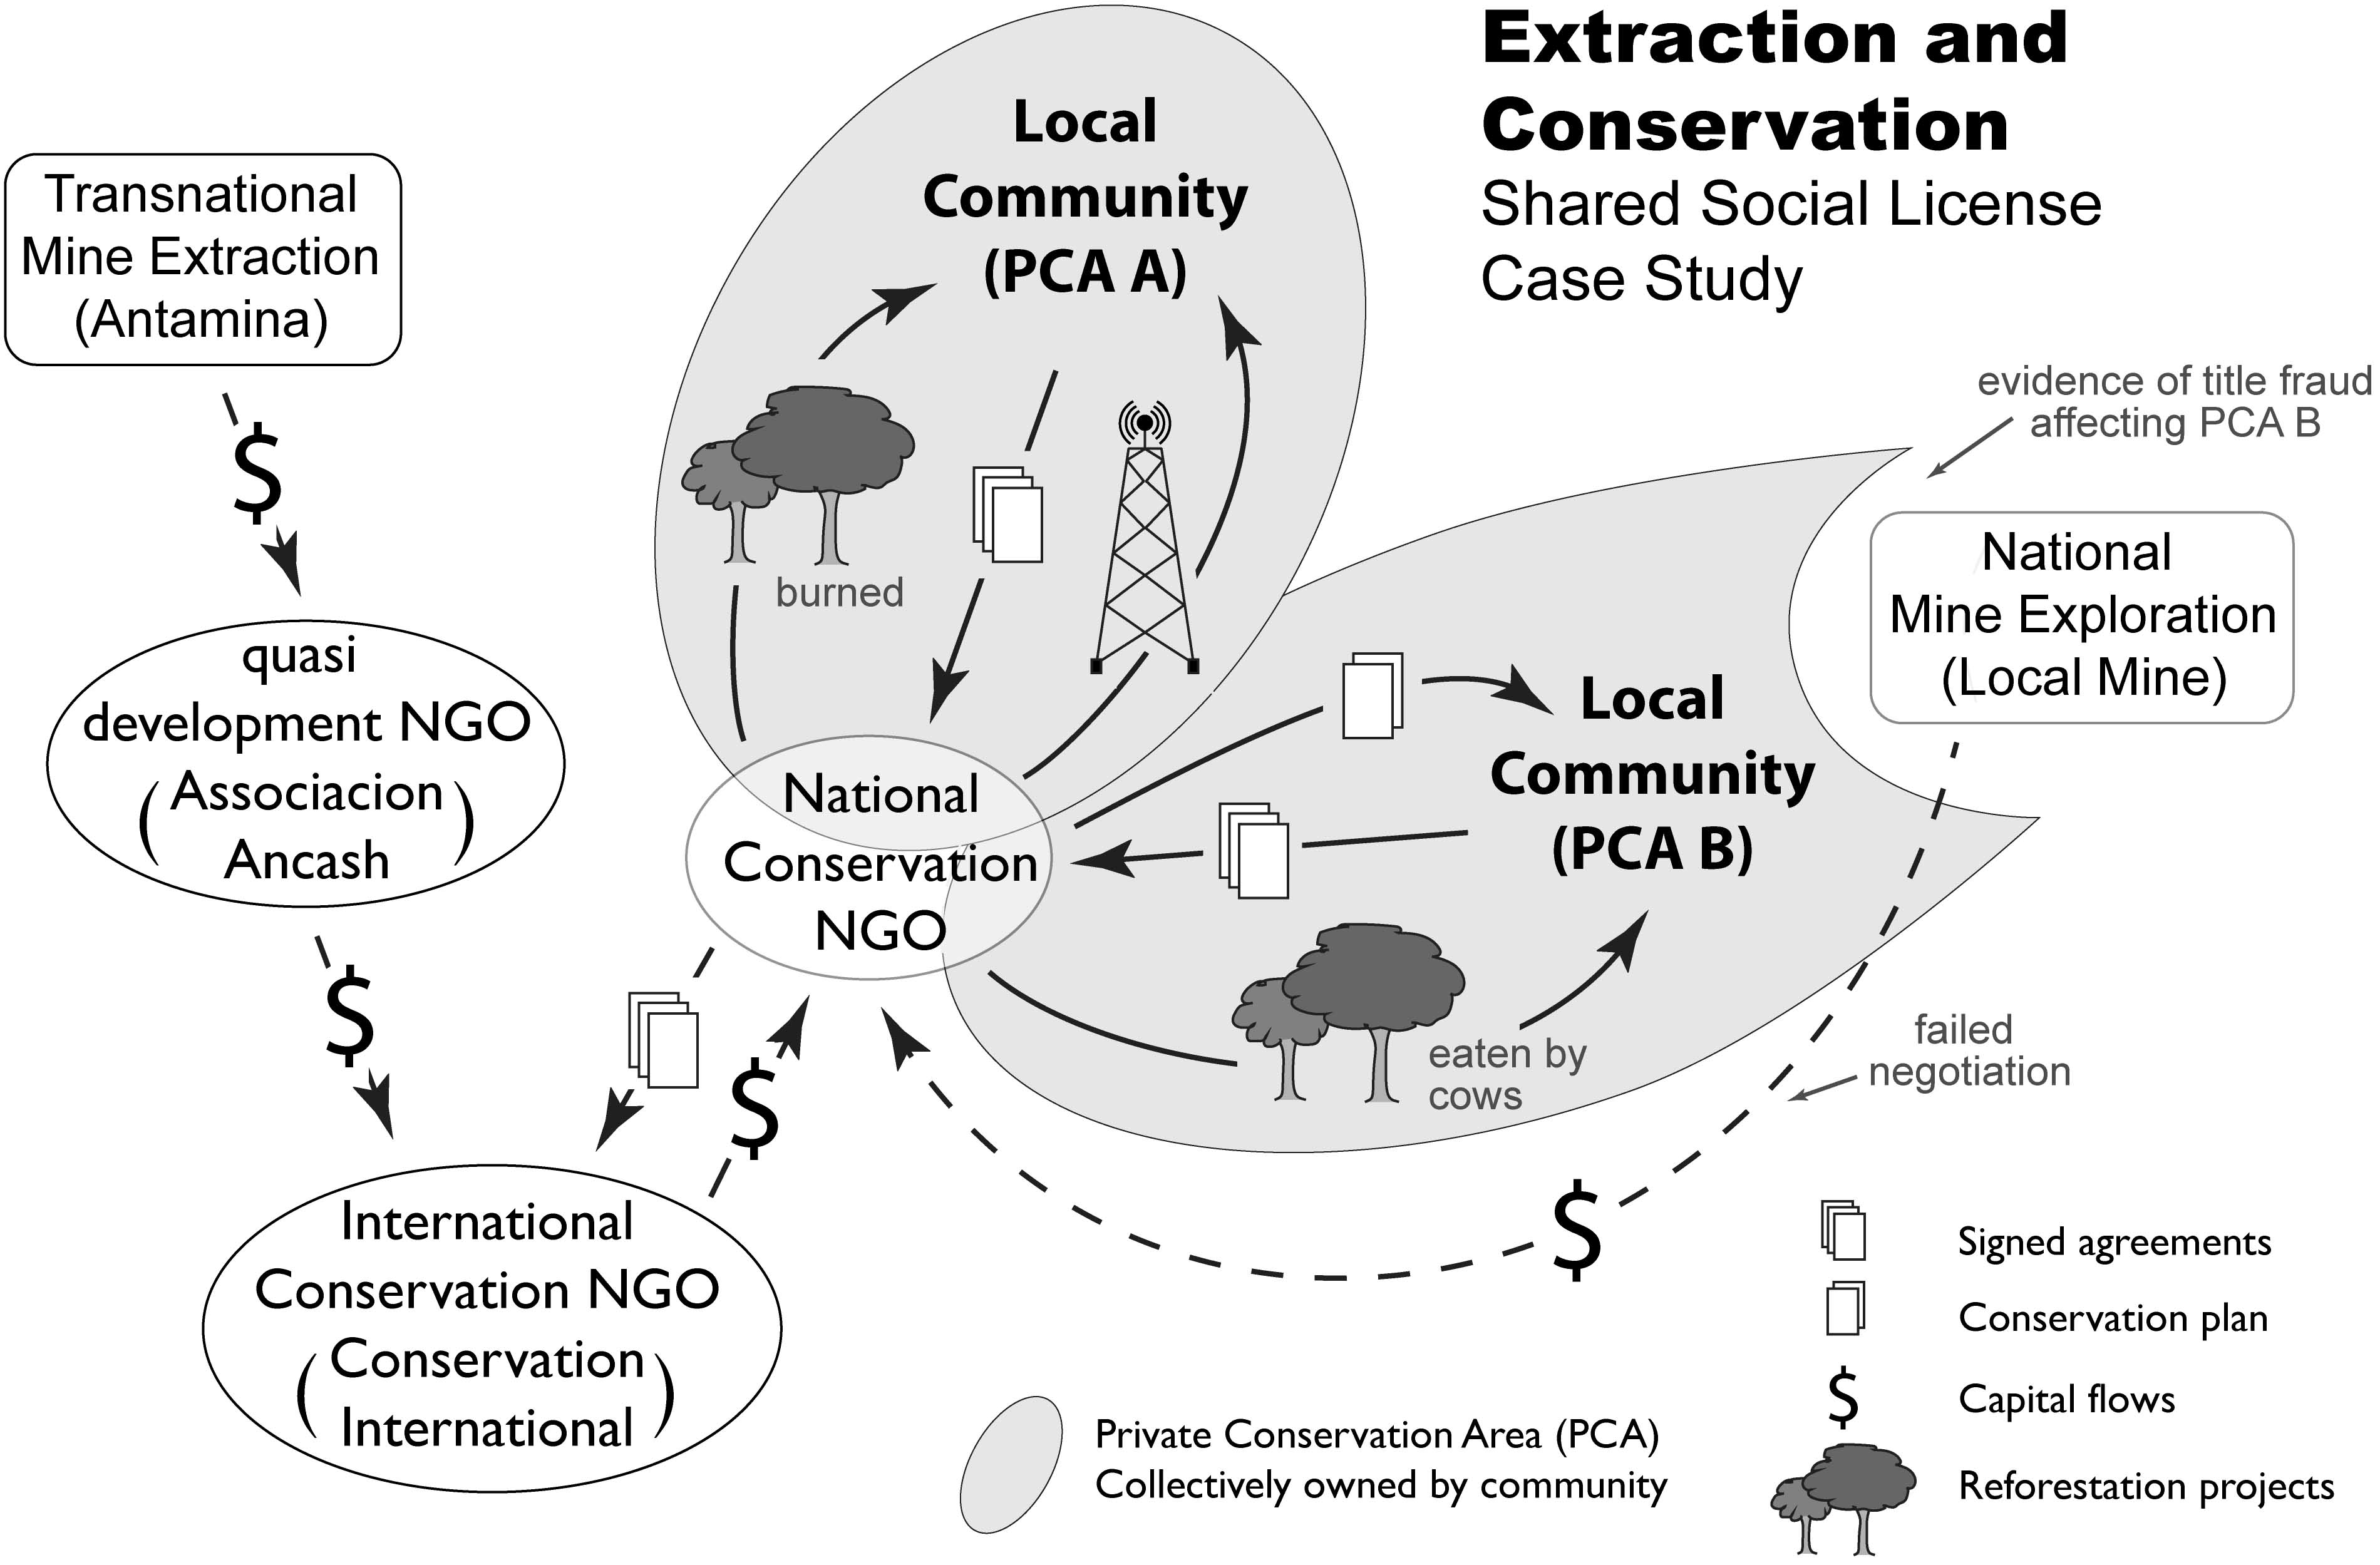 Extraction and
Conservation
Shared Social License
Case Study
Transnational
Mine Extraction
(Antamina)
$
quasi
development NGO
(Associacion
Ancash)
$
International
Conservation NGO
(Conservation
International)
$
Local
Community
(PCA A)
burned
National
Conservation
NGO
Local
Community
(PCA B)
eaten by
cows
evidence of title fraud
affecting PCA B
National
Mine Exploration
(Local Mine)
failed
negotiation
$
Private Conservation Area (PCA)
Collectively owned by community
Signed agreements
Conservation plan
$ Capital flows
Reforestation projects